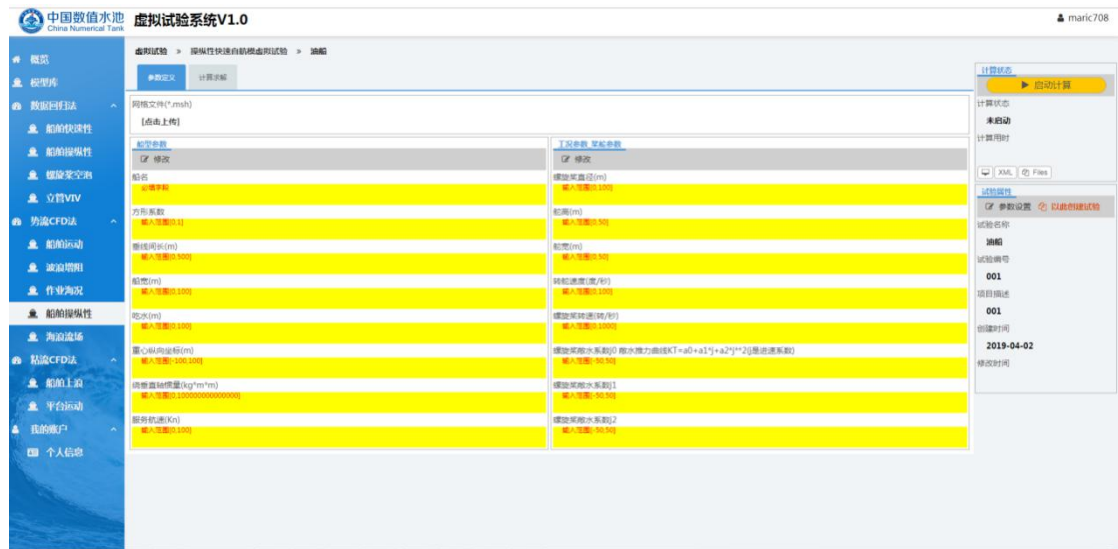 中国数值水池
China Numerical Tank
虚拟试验系统V1.0
maric708
概览
模型库
数据回归法
船舶快速性
船舶操纵性
螺旋桨空泡
立管VIV
势流CFD法
船舶运动
波浪增阻
作业海况
船舶操纵性
海浪流场
粘流CFD法
船舶上浪
平台运动
我的账户
个人信息
虚拟试验 » 操纵性快速自航模虚拟试验 » 油船
参数定义 计算求解
网格文件(*.msh)
[点击上传]
船型参数
修改
船名
必填字段
方形系数
输入范围[0,1]
垂线间长(m)
输入范围[0,500]
船宽(m)
输入范围[0,100]
吃水(m)
输入范围[0,100]
重心纵向坐标(m)
输入范围[-100,100]
绕垂直轴惯量(kg*m*m)
输入范围[0,100000000000000]
服务航速(Kn)
输入范围[0,100]
工况参数_桨舵参数
修改
螺旋桨直径(m)
输入范围[0,100]
舵高(m)
输入范围[0,50]
舵宽(m)
输入范围[0,50]
转舵速度(度/秒)
输入范围[0,100]
螺旋桨转速(转/秒)
输入范围[0,1000]
螺旋桨敞水系数J0 敞水推力曲线KT=a0+a1*j+a2*j**2(j是进速系数)
输入范围[-50,50]
螺旋桨敞水系数J1
输入范围[-50,50]
螺旋桨敞水系数J2
输入范围[-50,50]
计算状态
启动计算
计算状态
未启动
计算用时
XML Files
试验属性
参数设置 以此创建试验
试验名称
油船
试验编号
001
项目描述
001
创建时间
2019-04-02
修改时间